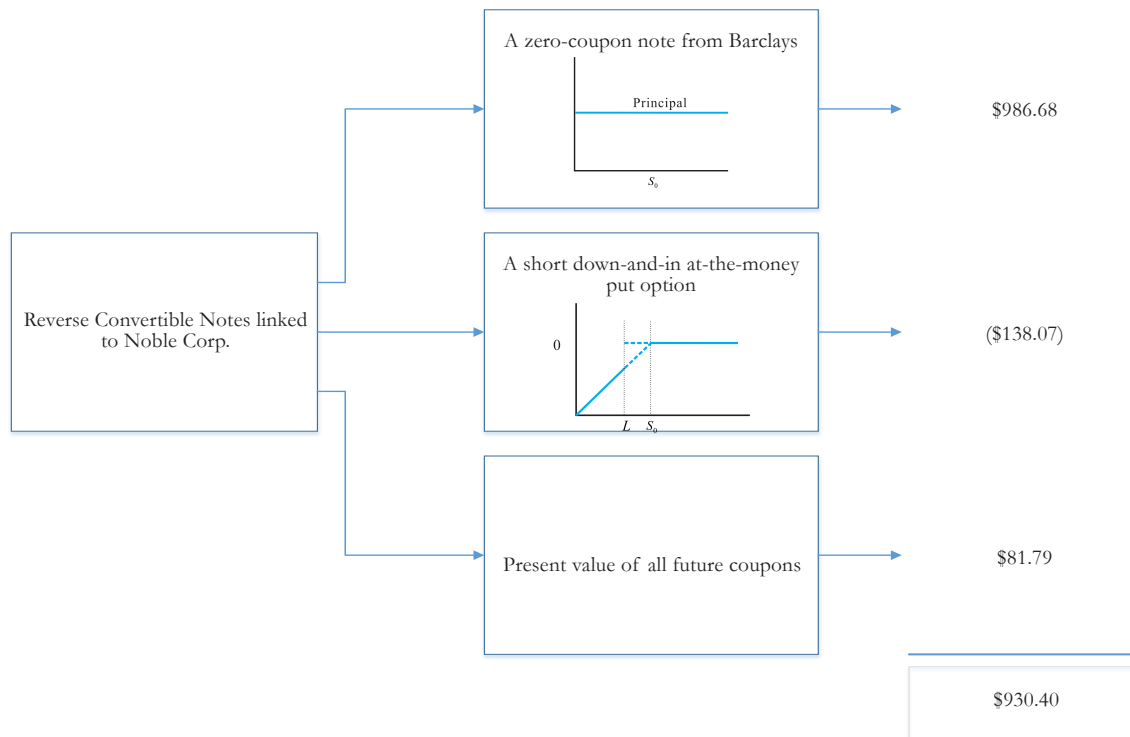 A zero-coupon note from Barclays
Principal
S₀
$986.68
Reverse Convertible Notes linked
to Noble Corp.
A short down-and-in at-the-money
put option
0
L S₀
($138.07)
Present value of all future coupons
$81.79
$930.40